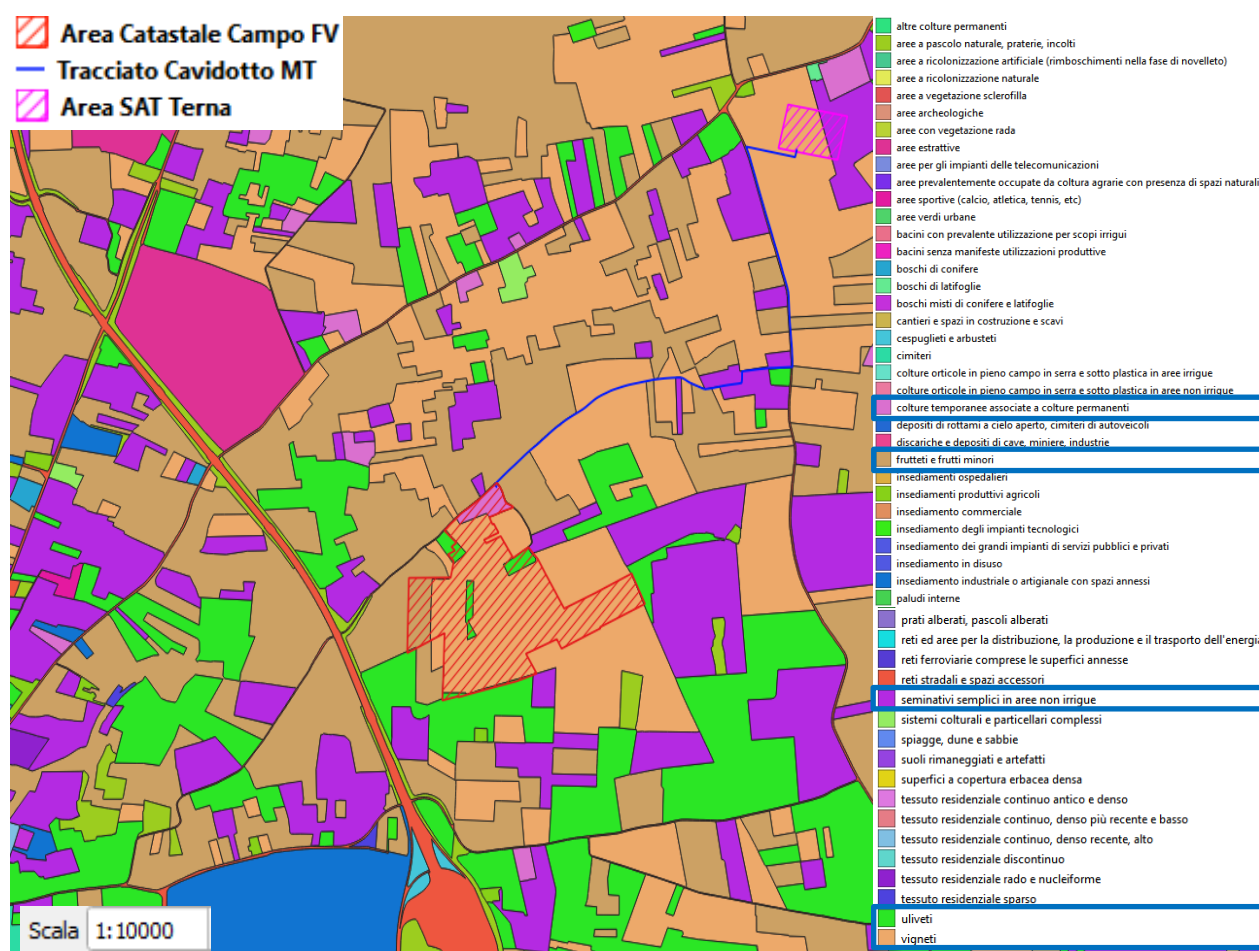 Area Catastale Campo FV
Tracciato Cavidotto MT
Area SAT Terna
altre colture permanenti
aree a pascolo naturale, praterie, incolti
aree a ricolonizzazione artificiale (rimboschimenti nella fase di novelleto)
aree a ricolonizzazione naturale
aree a vegetazione sclerofilla
aree archeologiche
aree con vegetazione rada
aree estrattive
aree per gli impianti delle telecomunicazioni
aree prevalentemente occupate da coltura agrarie con presenza di spazi naturali
aree sportive (calcio, atletica, tennis, etc)
aree verdi urbane
bacini con prevalente utilizzazione per scopi irrigui
bacini senza manifeste utilizzazioni produttive
boschi di conifere
boschi di latifoglie
boschi misti di conifere e latifoglie
cantieri e spazi in costruzione e scavi
cespuglieti e arbusteti
cimiteri
colture orticole in pieno campo in serra e sotto plastica in aree irrigue
colture orticole in pieno campo in serra e sotto plastica in aree non irrigue
colture temporanee associate a colture permanenti
depositi di rottami a cielo aperto, cimiteri di autoveicoli
discariche e depositi di cave, miniere, industrie
frutteti e frutti minori
insediamenti ospedalieri
insediamenti produttivi agricoli
insediamento commerciale
insediamento degli impianti tecnologici
insediamento dei grandi impianti di servizi pubblici e privati
insediamento in disuso
insediamento industriale o artigianale con spazi annessi
paludi interne
prati alberati, pascoli alberati
reti ed aree per la distribuzione, la produzione e il trasporto dell'energia
reti ferroviarie comprese le superfici annesse
reti stradali e spazi accessori
seminativi semplici in aree non irrigue
sistemi colturali e particellari complessi
spiagge, dune e sabbie
suoli rimaneggiati e artefatti
superfici a copertura erbacea densa
tessuto residenziale continuo antico e denso
tessuto residenziale continuo, denso più recente e basso
tessuto residenziale continuo, denso recente, alto
tessuto residenziale discontinuo
tessuto residenziale rado e nucleiforme
tessuto residenziale sparso
uliveti
vigneti
Scala 1:10000